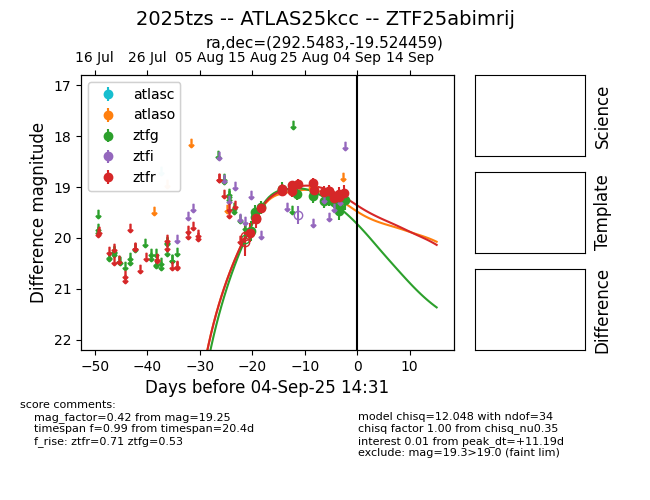 2025tzs -- ATLAS25kcc -- ZTF25abimrij
ra,dec=(292.5483,-19.524459)
16 Jul 26 Jul 05 Aug 15 Aug 25 Aug 04 Sep 14 Sep
17
18
19
20
21
22
Difference magnitude
atlasc
atlaso
ztfg
ztfi
ztfr
−50 −40 −30 −20 −10 0 10
Days before 04-Sep-25 14:31
Science
Template
Difference
score comments:
mag_factor=0.42 from mag=19.25
timespan f=0.99 from timespan=20.4d
f_rise: ztfr=0.71 ztfg=0.53
model chisq=12.048 with ndof=34
chisq factor 1.00 from chisq_nu0.35
interest 0.01 from peak_dt=+11.19d
exclude: mag=19.3>19.0 (faint lim)